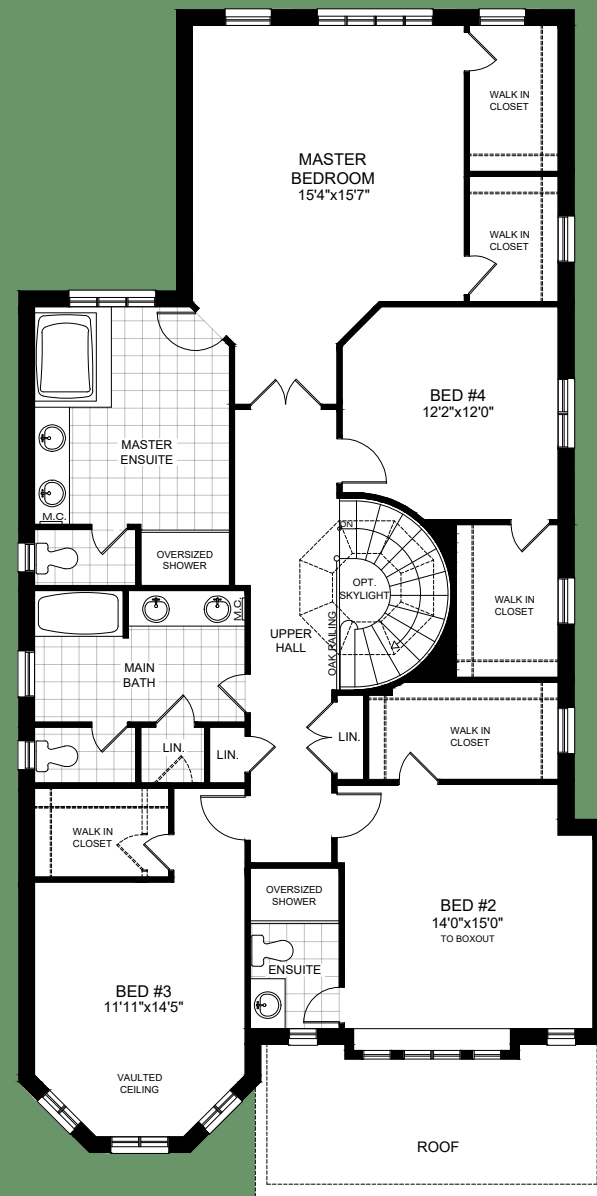 WALK IN
CLOSET
MASTER
BEDROOM
15'4"x15'7"
WALK IN
CLOSET
BED #4
12'2"x12'0"
MASTER
ENSUITE
M.C.
DN
OVERSIZED
SHOWER
OPT.
SKYLIGHT
WALK IN
CLOSET
M.C.
UPPER
HALL
OAK RAILING
MAIN
BATH
WALK IN
CLOSET
LIN.
LIN.
LIN.
WALK IN
CLOSET
OVERSIZED
SHOWER
BED #2
14'0"x15'0"
TO BOXOUT
ENSUITE
BED #3
11'11"x14'5"
VAULTED
CEILING
ROOF